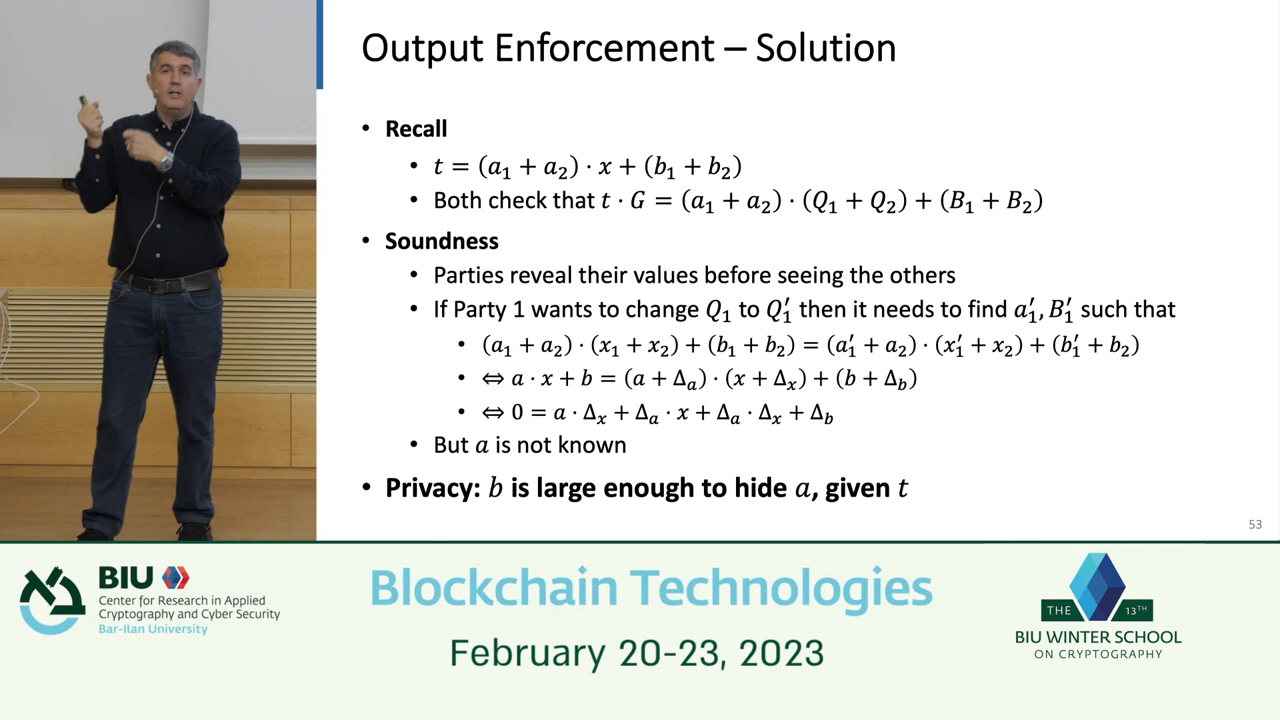 Output Enforcement – Solution
• Recall
• t = (a₁ + a₂) · x + (b₁ + b₂)
• Both check that t · G = (a₁ + a₂) · (Q₁ + Q₂) + (B₁ + B₂)
• Soundness
• Parties reveal their values before seeing the others
• If Party 1 wants to change Q₁ to Q₁′ then it needs to find a₁′, B₁′ such that
• (a₁ + a₂) · (x₁ + x₂) + (b₁ + b₂) = (a₁′ + a₂) · (x₁′ + x₂) + (b₁′ + b₂)
• ⇔ a · x + b = (a + Δₐ) · (x + Δₓ) + (b + Δ_b)
• ⇔ 0 = a · Δₓ + Δₐ · x + Δₐ · Δₓ + Δ_b
• But a is not known
• Privacy: b is large enough to hide a, given t
53
BIU
Center for Research in Applied
Cryptography and Cyber Security
Bar-Ilan University
Blockchain Technologies
February 20-23, 2023
THE 13TH
BIU WINTER SCHOOL
ON CRYPTOGRAPHY